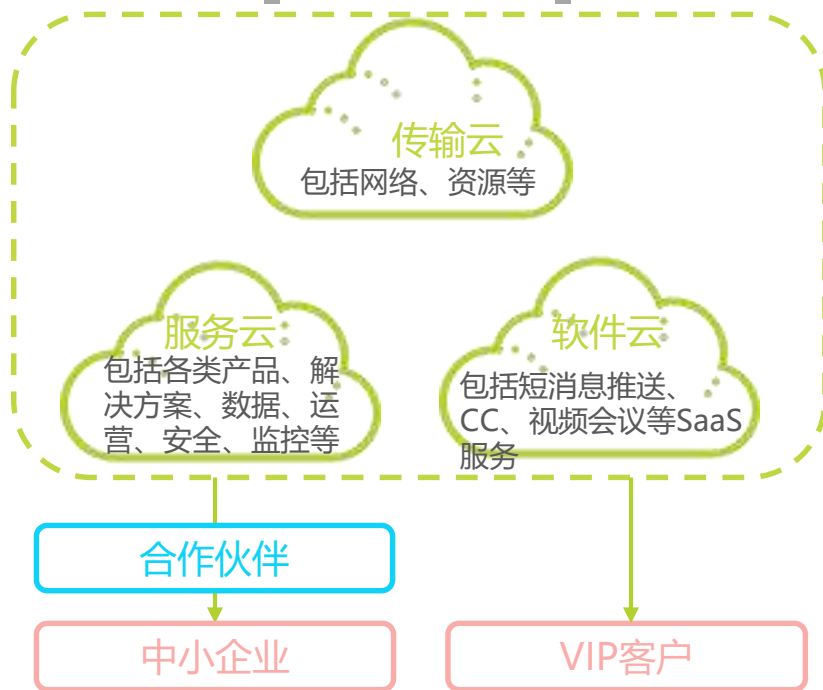 传输云
包括网络、资源等
服务云
包括各类产品、解
决方案、数据、运
营、安全、监控等
软件云
包括短消息推送、
CC、视频会议等SaaS
服务
合作伙伴
中小企业
VIP客户